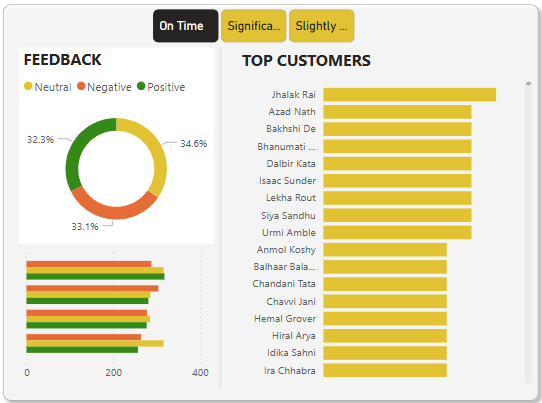 On Time
Significa...
Slightly ...
FEEDBACK
Neutral Negative Positive
32.3%
34.6%
33.1%
0 200 400
TOP CUSTOMERS
Jhalak Rai
Azad Nath
Bakhshi De
Bhanumati ...
Dalbir Kata
Isaac Sunder
Lekha Rout
Siya Sandhu
Urmi Amble
Anmol Koshy
Balhaar Bala...
Chandani Tata
Chavvi Jani
Hemal Grover
Hiral Arya
Idika Sahni
Ira Chhabra